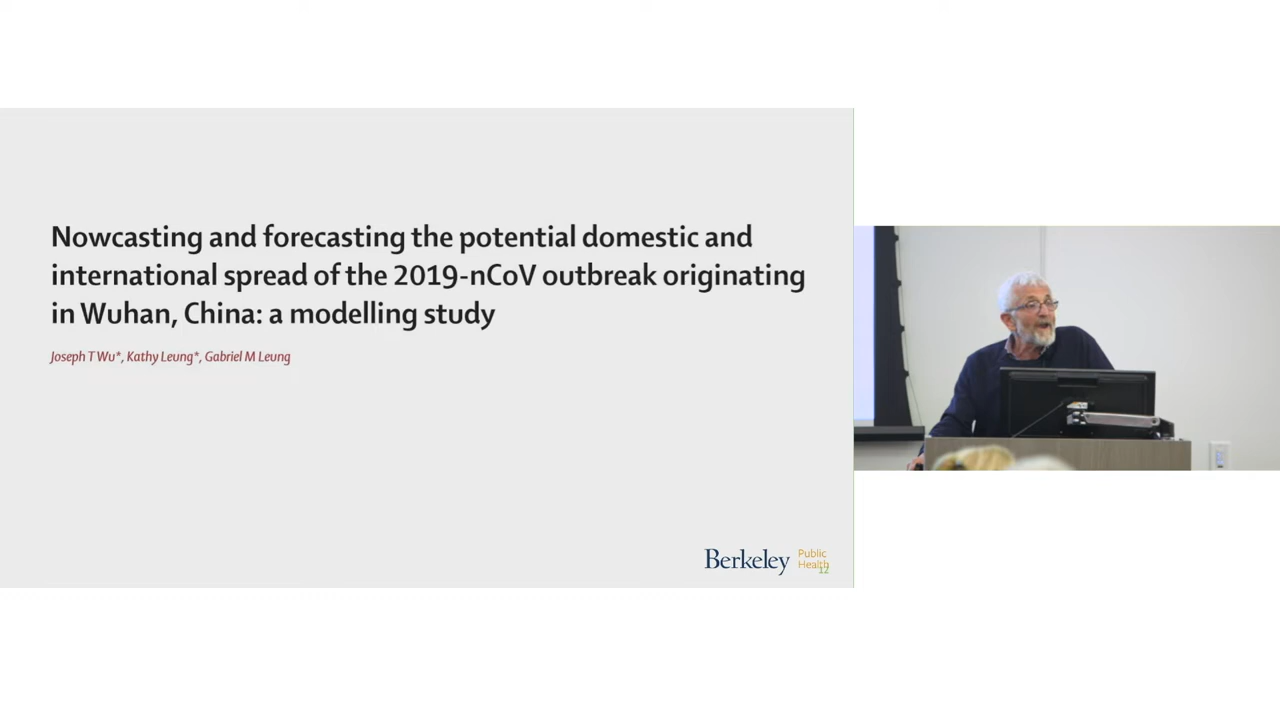 Nowcasting and forecasting the potential domestic and
international spread of the 2019-nCoV outbreak originating
in Wuhan, China: a modelling study
Joseph T Wu*, Kathy Leung*, Gabriel M Leung
Berkeley Public Health
12